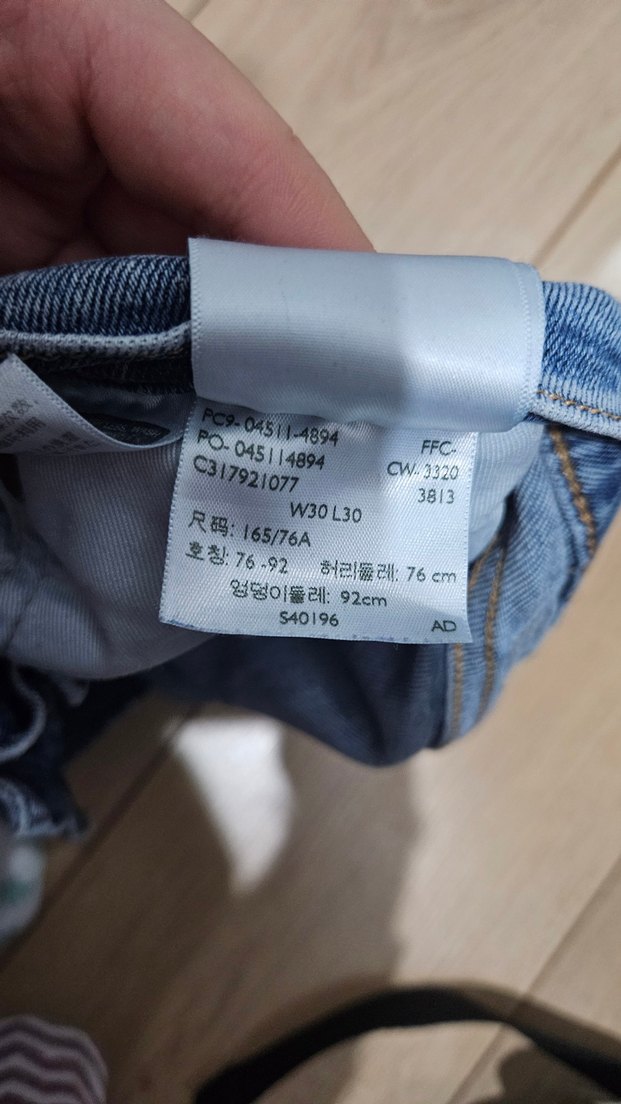 PC9- 04511-4894
PO- 045114894
C317921077
FFC-
CW- 3320
3813
W30 L30
尺码: 165/76A
호칭: 76 -92 허리둘레: 76 cm
엉덩이둘레: 92cm
S40196 AD